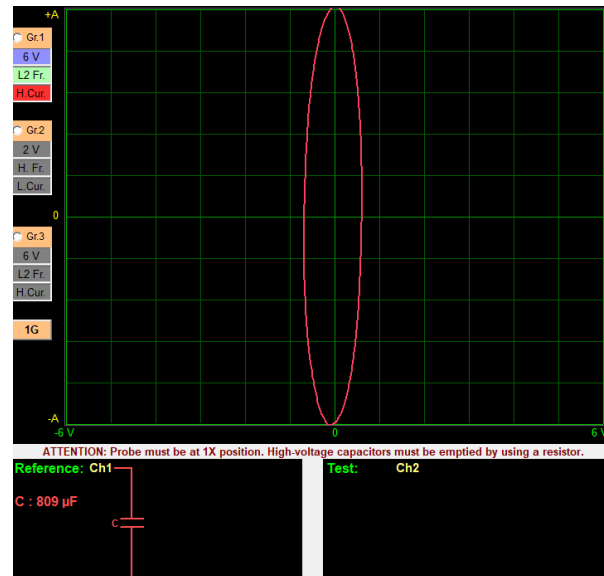 +A
Gr.1
6 V
L2 Fr.
H.Cur.
Gr.2
2 V
H. Fr.
L.Cur.
0
Gr.3
6 V
L2 Fr.
H.Cur.
1G
-A
-6 V 0 6 V
ATTENTION: Probe must be at 1X position. High-voltage capacitors must be emptied by using a resistor.
Reference: Ch1
C : 809 µF
C
Test: Ch2